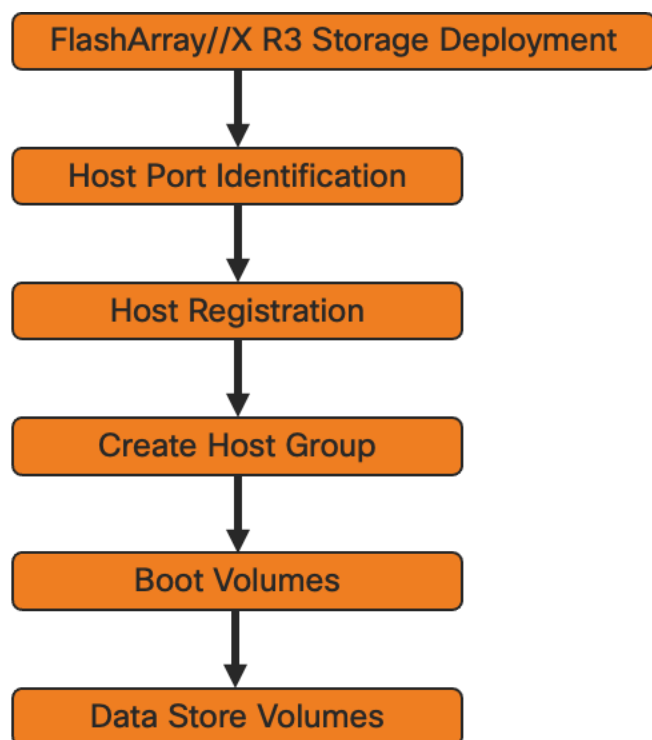 FlashArray//X R3 Storage Deployment
Host Port Identification
Host Registration
Create Host Group
Boot Volumes
Data Store Volumes